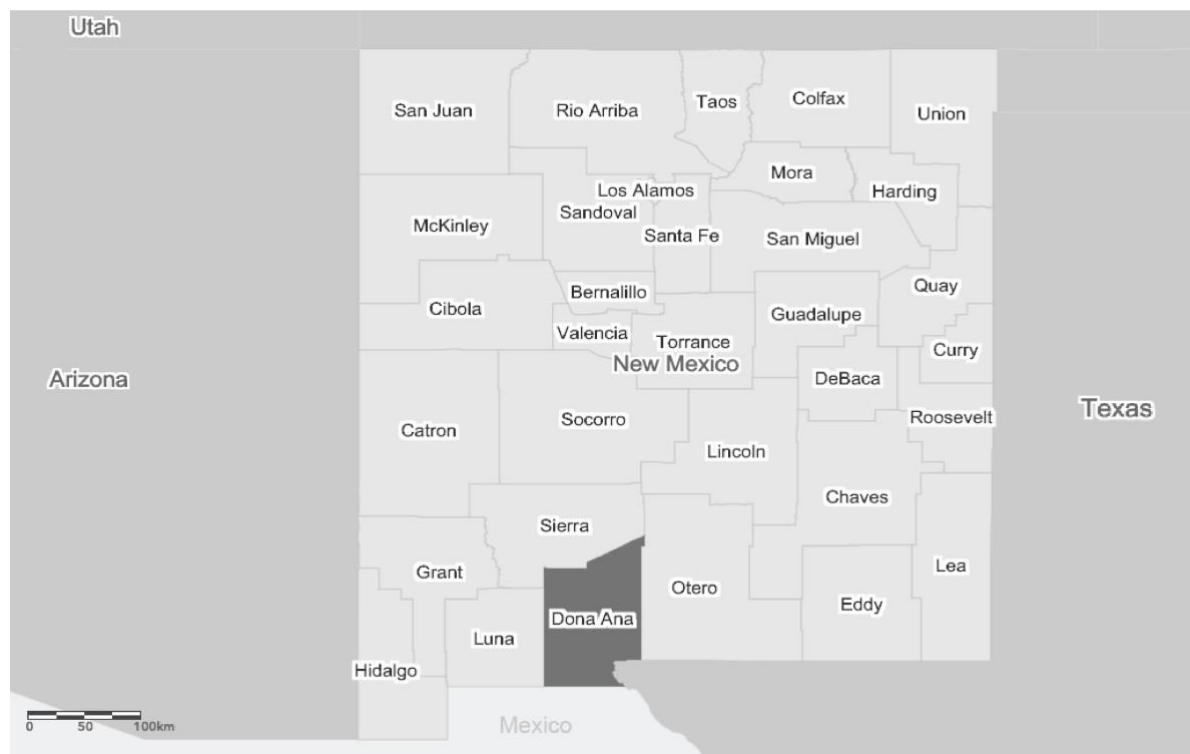 Utah
San Juan
Rio Arriba
Taos
Colfax
Union
Mora
Harding
Los Alamos
Sandoval
McKinley
Santa Fe
San Miguel
Bernalillo
Quay
Cibola
Guadalupe
Valencia
Torrance
Curry
New Mexico
Arizona
DeBaca
Texas
Socorro
Roosevelt
Catron
Lincoln
Chaves
Sierra
Grant
Lea
Otero
Eddy
Dona Ana
Luna
Hidalgo
Mexico
0 50 100km